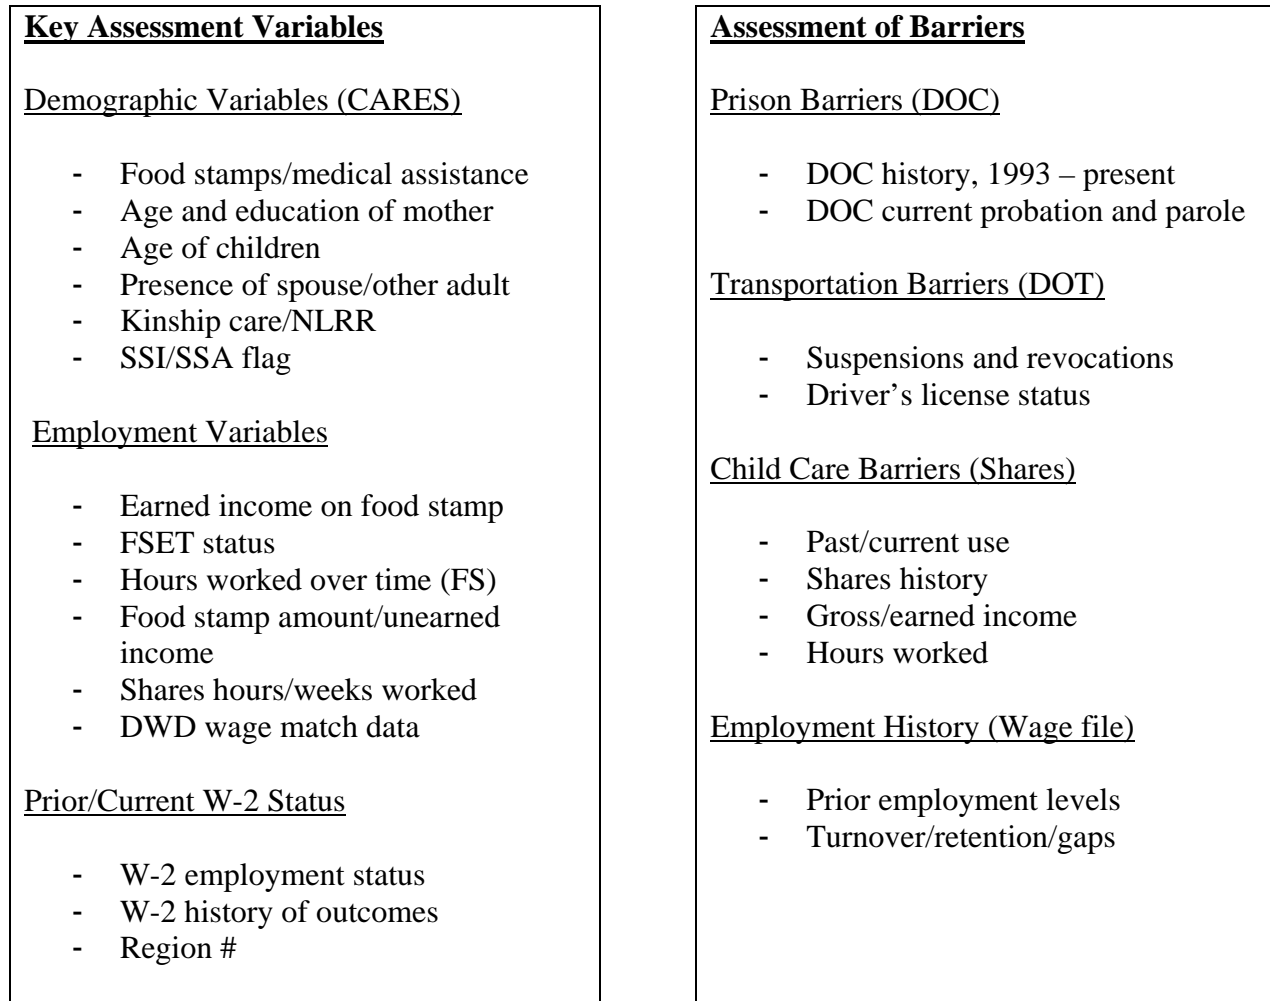 Key Assessment Variables
Demographic Variables (CARES)
- Food stamps/medical assistance
- Age and education of mother
- Age of children
- Presence of spouse/other adult
- Kinship care/NLRR
- SSI/SSA flag
Employment Variables
- Earned income on food stamp
- FSET status
- Hours worked over time (FS)
- Food stamp amount/unearned
income
- Shares hours/weeks worked
- DWD wage match data
Prior/Current W-2 Status
- W-2 employment status
- W-2 history of outcomes
- Region #
Assessment of Barriers
Prison Barriers (DOC)
- DOC history, 1993 – present
- DOC current probation and parole
Transportation Barriers (DOT)
- Suspensions and revocations
- Driver’s license status
Child Care Barriers (Shares)
- Past/current use
- Shares history
- Gross/earned income
- Hours worked
Employment History (Wage file)
- Prior employment levels
- Turnover/retention/gaps